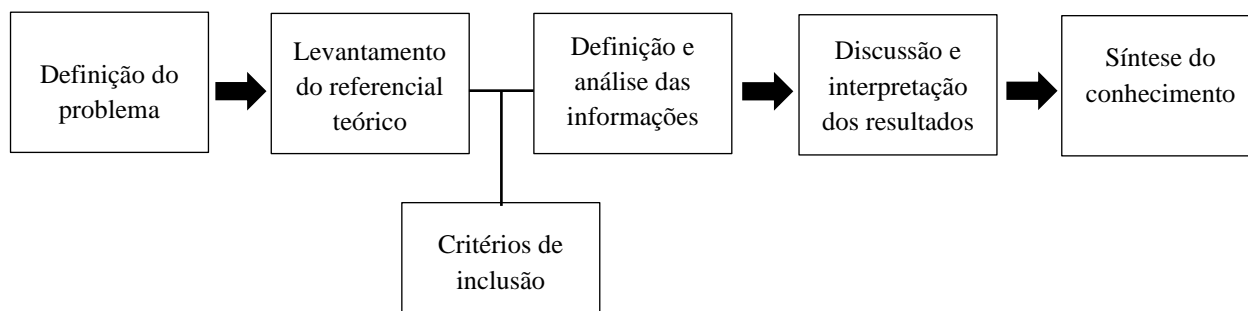 Definição do
problema
Levantamento
do referencial
teórico
Definição e
análise das
informações
Discussão e
interpretação
dos resultados
Síntese do
conhecimento
Critérios de
inclusão